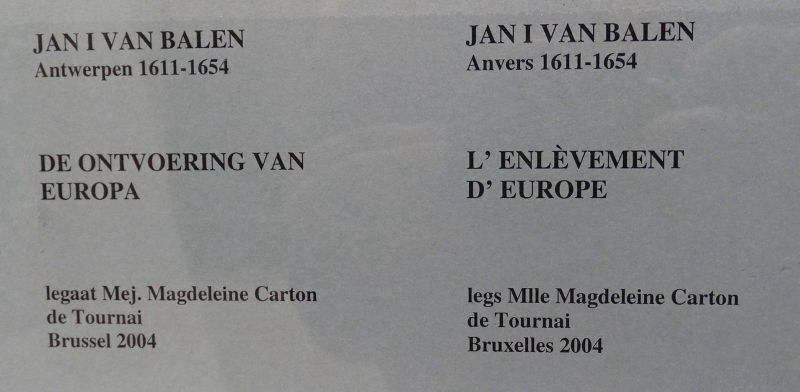 JAN I VAN BALEN
Antwerpen 1611-1654
DE ONTVOERING VAN
EUROPA
legaat Mej. Magdeleine Carton
de Tournai
Brussel 2004
JAN I VAN BALEN
Anvers 1611-1654
L' ENLÈVEMENT
D' EUROPE
legs Mlle Magdeleine Carton
de Tournai
Bruxelles 2004